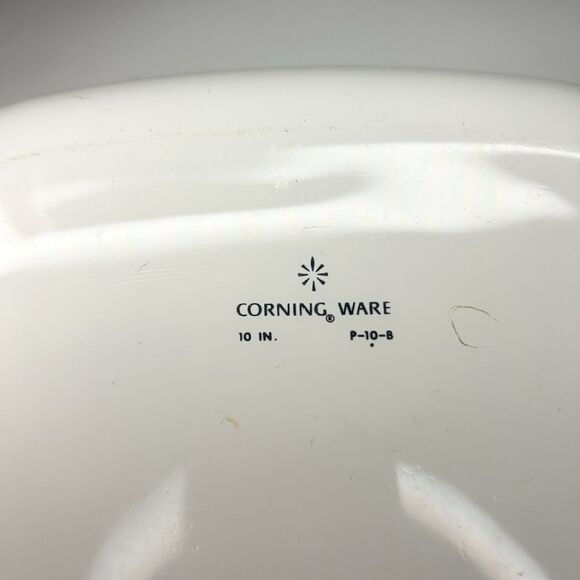 CORNING® WARE
10 IN. P-10-B